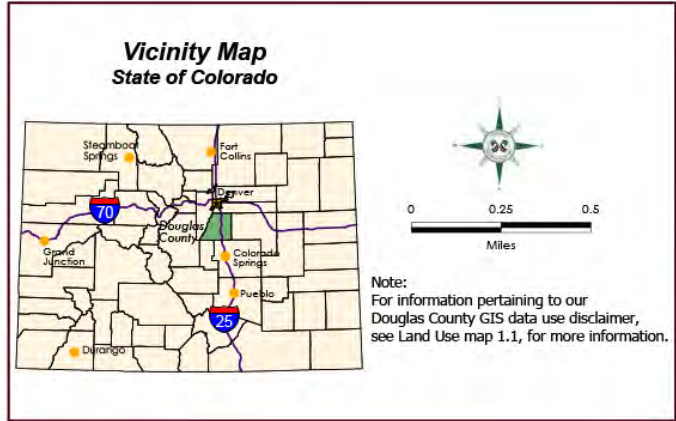 Vicinity Map
State of Colorado
Steamboat
Springs
Fort
Collins
Denver
70
Douglas
County
Grand
Junction
Colorado
Springs
Pueblo
25
Durango
0 0.25 0.5
Miles
Note:
For information pertaining to our
Douglas County GIS data use disclaimer,
see Land Use map 1.1, for more information.